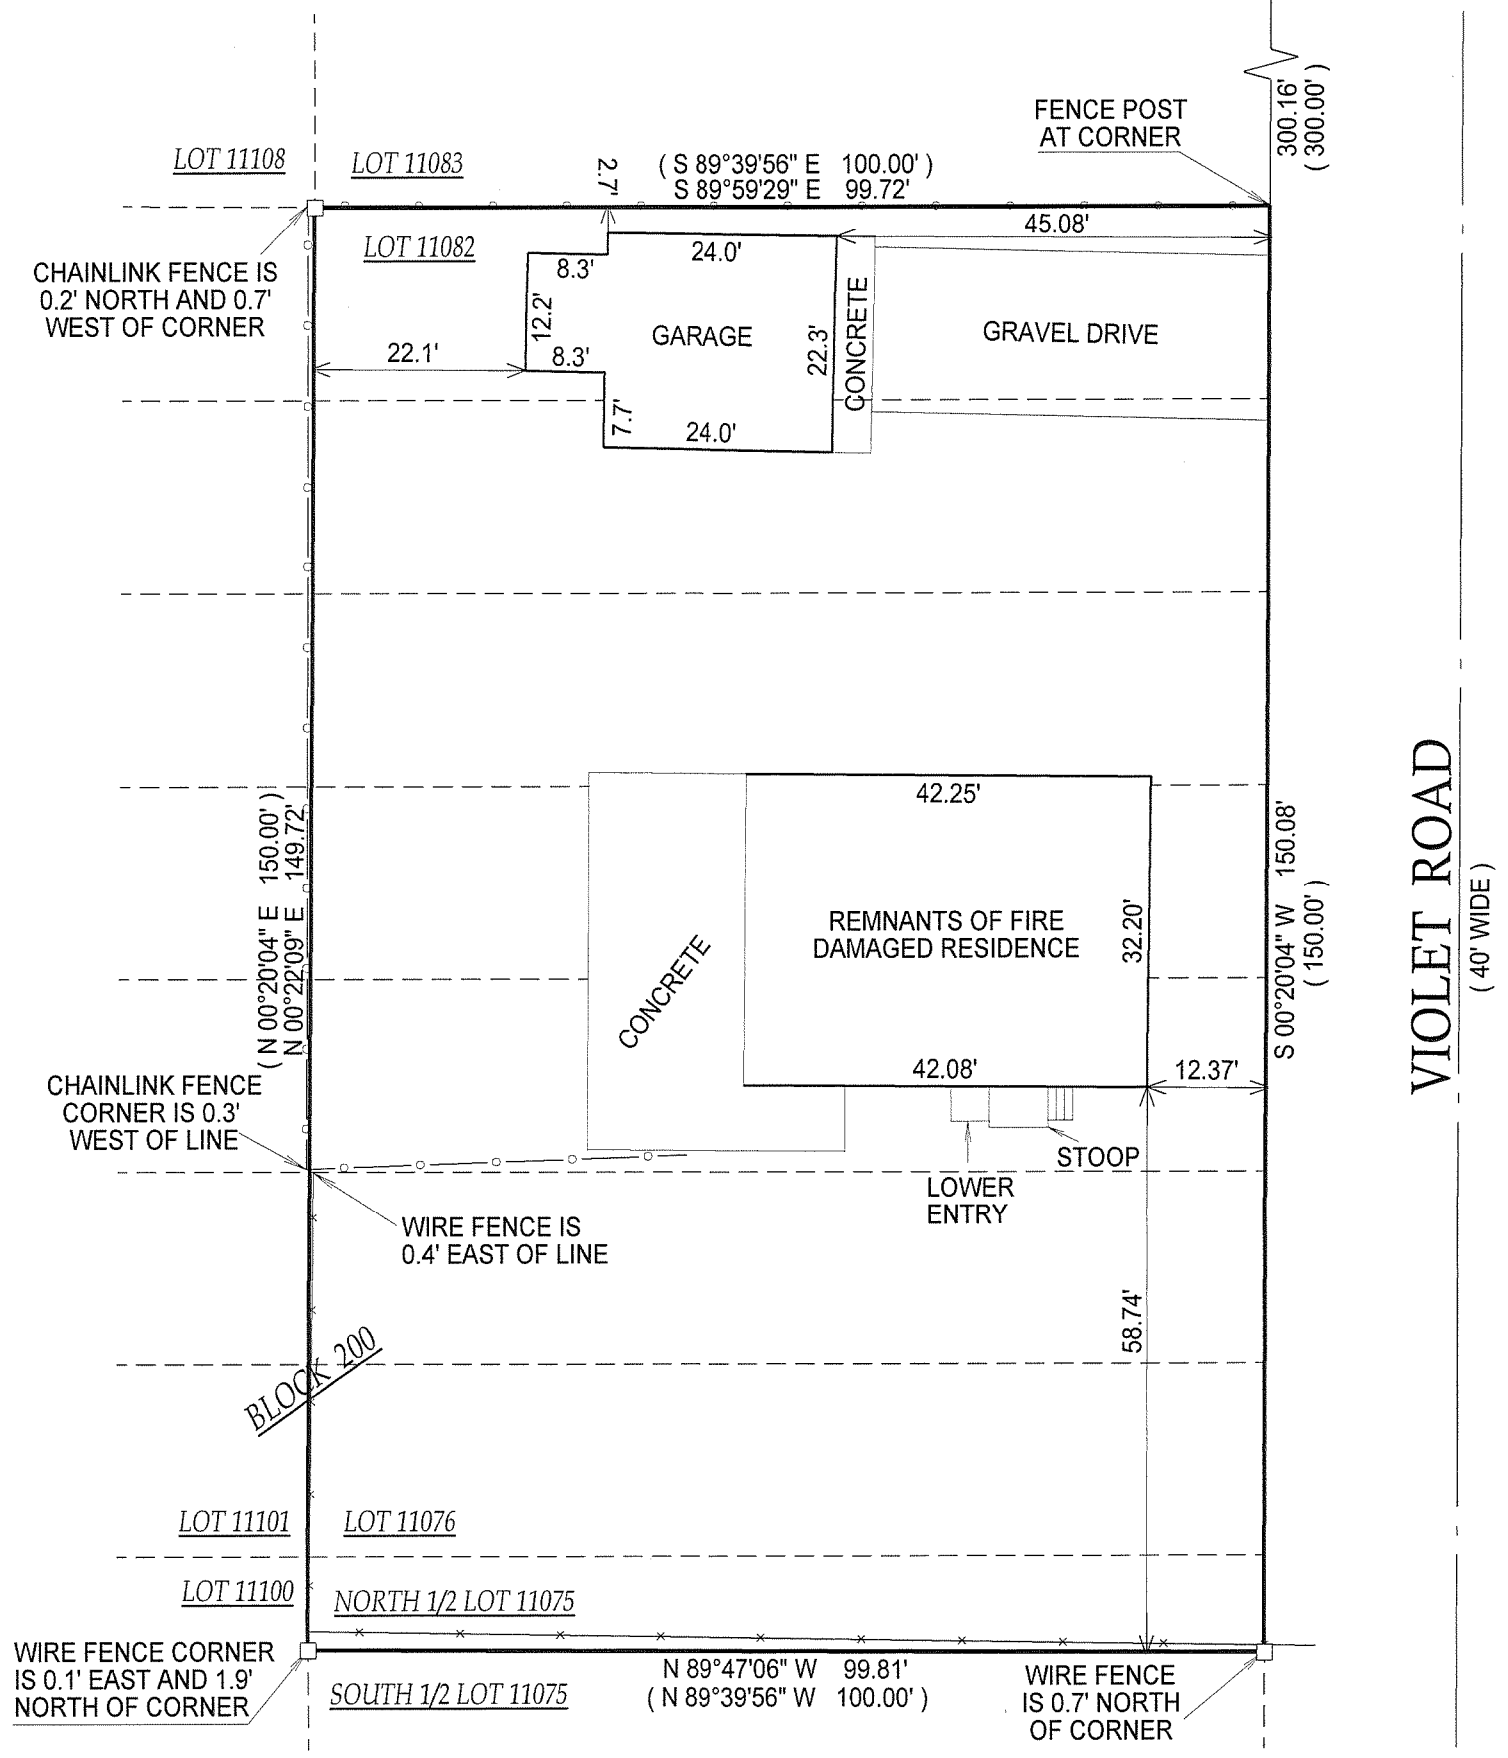 300.16'
( 300.00' )
FENCE POST
AT CORNER
LOT 11108
LOT 11083
2.7'
( S 89°39'56" E 100.00' )
S 89°59'29" E 99.72'
45.08'
LOT 11082
24.0'
8.3'
CHAINLINK FENCE IS
0.2' NORTH AND 0.7'
WEST OF CORNER
12.2'
GARAGE
22.3'
CONCRETE
GRAVEL DRIVE
22.1'
8.3'
7.7'
24.0'
42.25'
( N 00°20'04" E 150.00' )
N 00°22'09" E 149.72'
REMNANTS OF FIRE
DAMAGED RESIDENCE
32.20'
CONCRETE
S 00°20'04" W 150.08'
( 150.00' )
VIOLET ROAD
( 40' WIDE )
42.08'
12.37'
CHAINLINK FENCE
CORNER IS 0.3'
WEST OF LINE
STOOP
LOWER
ENTRY
WIRE FENCE IS
0.4' EAST OF LINE
58.74'
BLOCK 200
LOT 11101
LOT 11076
LOT 11100
NORTH 1/2 LOT 11075
WIRE FENCE CORNER
IS 0.1' EAST AND 1.9'
NORTH OF CORNER
N 89°47'06" W 99.81'
( N 89°39'56" W 100.00' )
SOUTH 1/2 LOT 11075
WIRE FENCE
IS 0.7' NORTH
OF CORNER